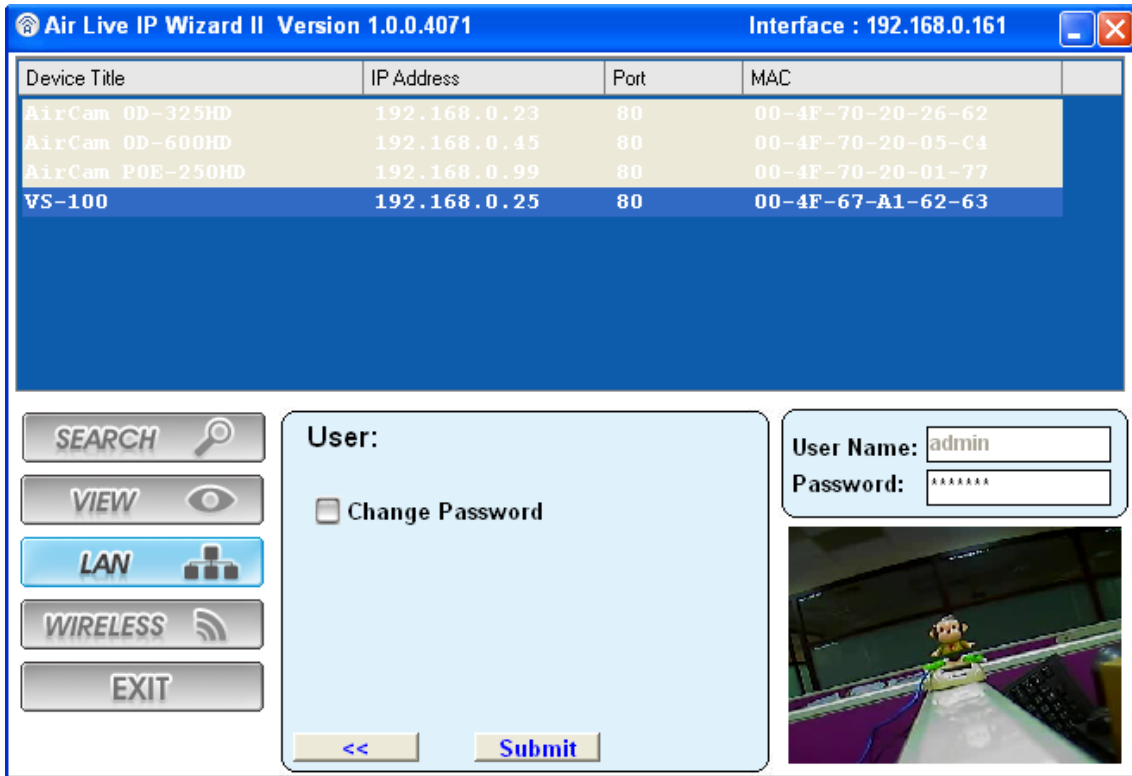 Air Live IP Wizard II Version 1.0.0.4071 Interface : 192.168.0.161
Device Title IP Address Port MAC
AirCam OD-325HD 192.168.0.23 80 00-4F-70-20-26-62
AirCam OD-600HD 192.168.0.45 80 00-4F-70-20-05-C4
AirCam POE-250HD 192.168.0.99 80 00-4F-70-20-01-77
VS-100 192.168.0.25 80 00-4F-67-A1-62-63
SEARCH
VIEW
LAN
WIRELESS
EXIT
User:
Change Password
<<
Submit
User Name: admin
Password: *******